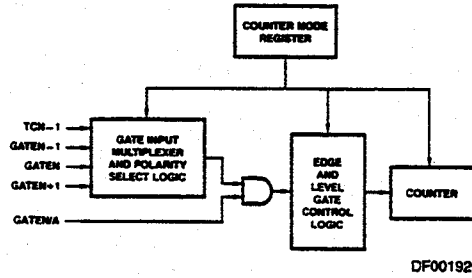 COUNTER MODE
REGISTER
TCN-1
GATEN-1
GATEN
GATEN+1
GATE INPUT
MULTIPLEXER
AND POLARITY
SELECT LOGIC
GATEN/A
EDGE
AND
LEVEL
GATE
CONTROL
LOGIC
COUNTER
DF00192